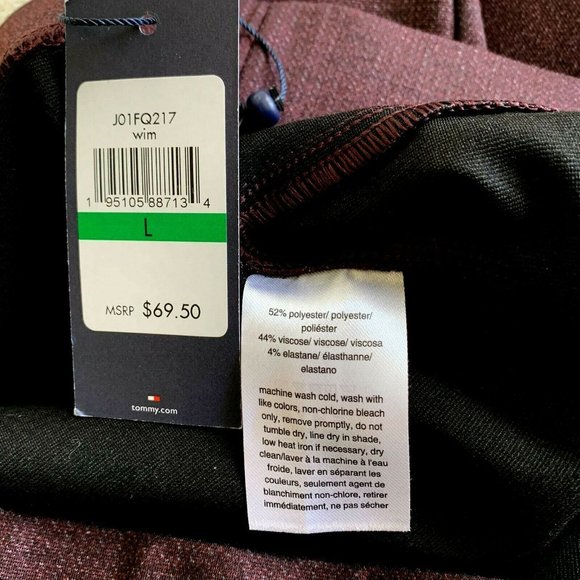 J01FQ217
wim
1 95105 88713 4
L
MSRP $69.50
tommy.com
52% polyester/ polyester/
poliéster
44% viscose/ viscose/ viscosa
4% elastane/ élasthanne/
elastano
machine wash cold, wash with
like colors, non-chlorine bleach
only, remove promptly, do not
tumble dry, line dry in shade,
low heat iron if necessary, dry
clean/laver à la machine à l'eau
froide, laver en séparant les
couleurs, seulement agent de
blanchiment non-chlore, retirer
immédiatement, ne pas sécher